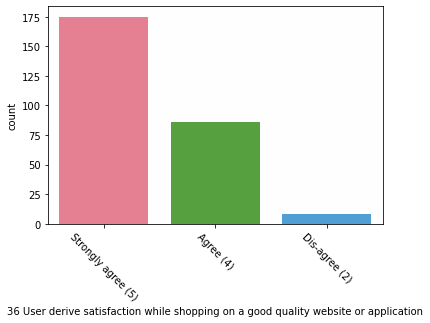 175
150
125
100
75
50
25
0
count
Strongly agree (5)
Agree (4)
Dis-agree (2)
36 User derive satisfaction while shopping on a good quality website or application